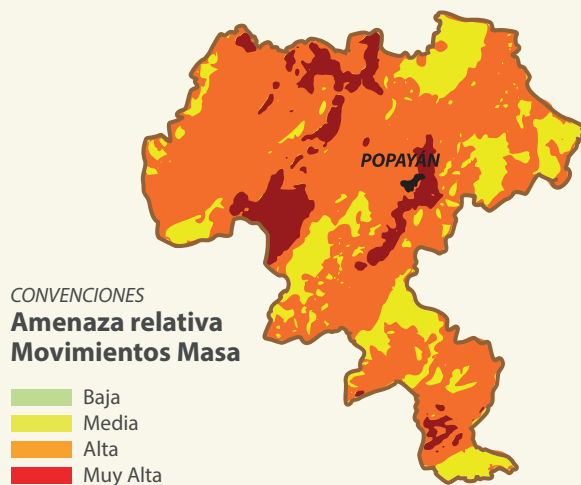 POPAYÁN
CONVENCIONES
Amenaza relativa
Movimientos Masa
Baja
Media
Alta
Muy Alta